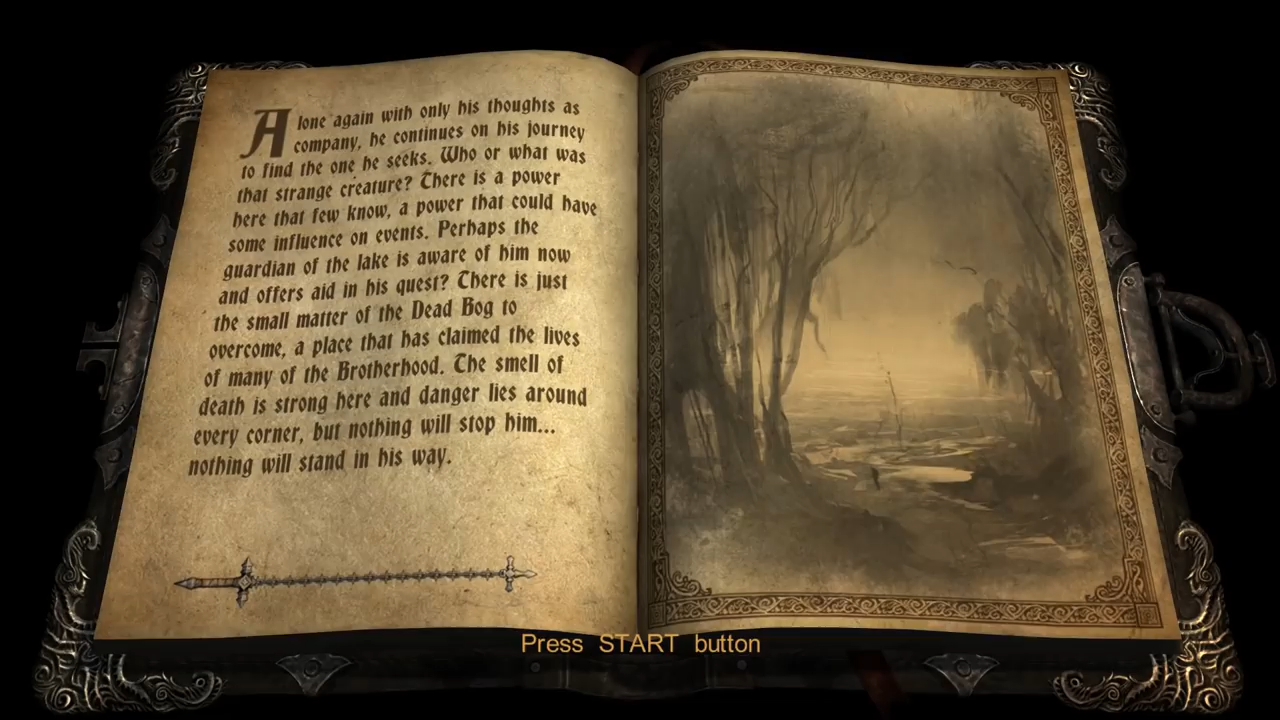 Alone again with only his thoughts as
company, he continues on his journey
to find the one he seeks. Who or what was
that strange creature? There is a power
here that few know, a power that could have
some influence on events. Perhaps the
guardian of the lake is aware of him now
and offers aid in his quest? There is just
the small matter of the Dead Bog to
overcome, a place that has claimed the lives
of many of the Brotherhood. The smell of
death is strong here and danger lies around
every corner, but nothing will stop him...
nothing will stand in his way.
Press START button